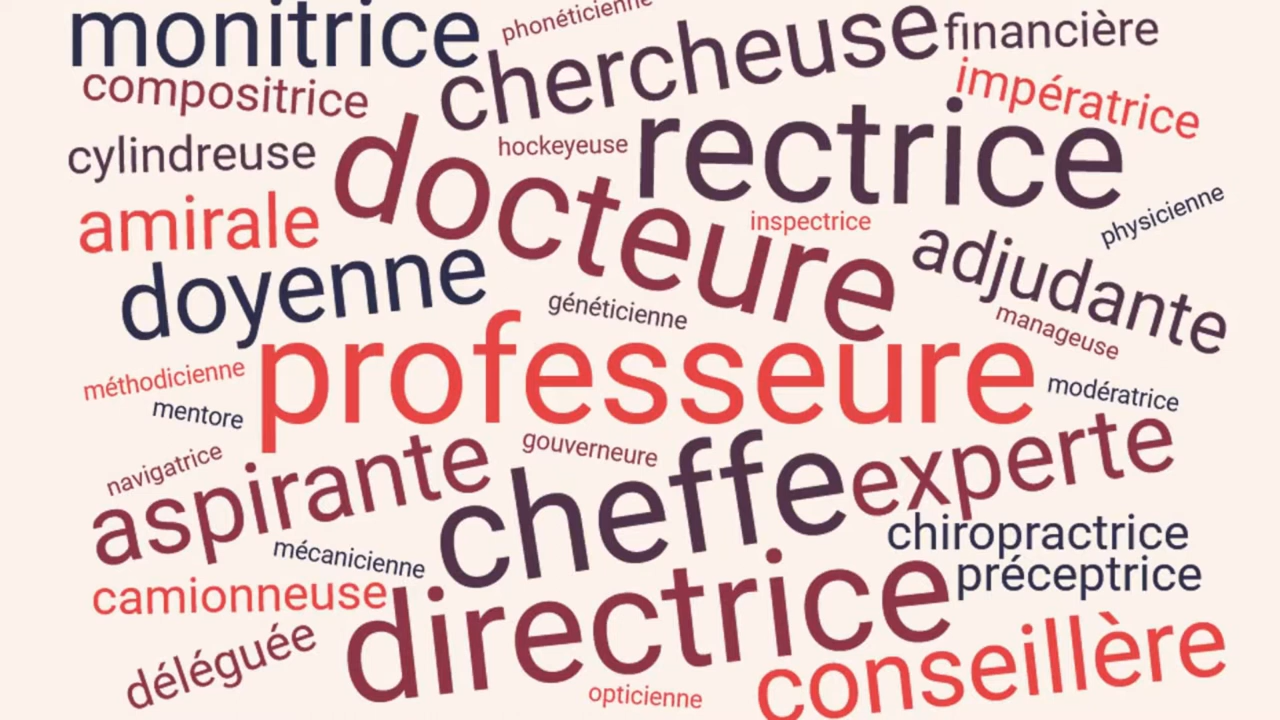 monitrice
phonéticienne
chercheuse
financière
compositrice
impératrice
cylindreuse
docteure
hockeyeuse
rectrice
amirale
inspectrice
physicienne
adjudante
doyenne
généticienne
manageuse
méthodicienne
professeure
modératrice
mentore
navigatrice
aspirante
gouverneure
cheffe
experte
chiropractrice
mécanicienne
préceptrice
camionneuse
directrice
déléguée
conseillère
opticienne